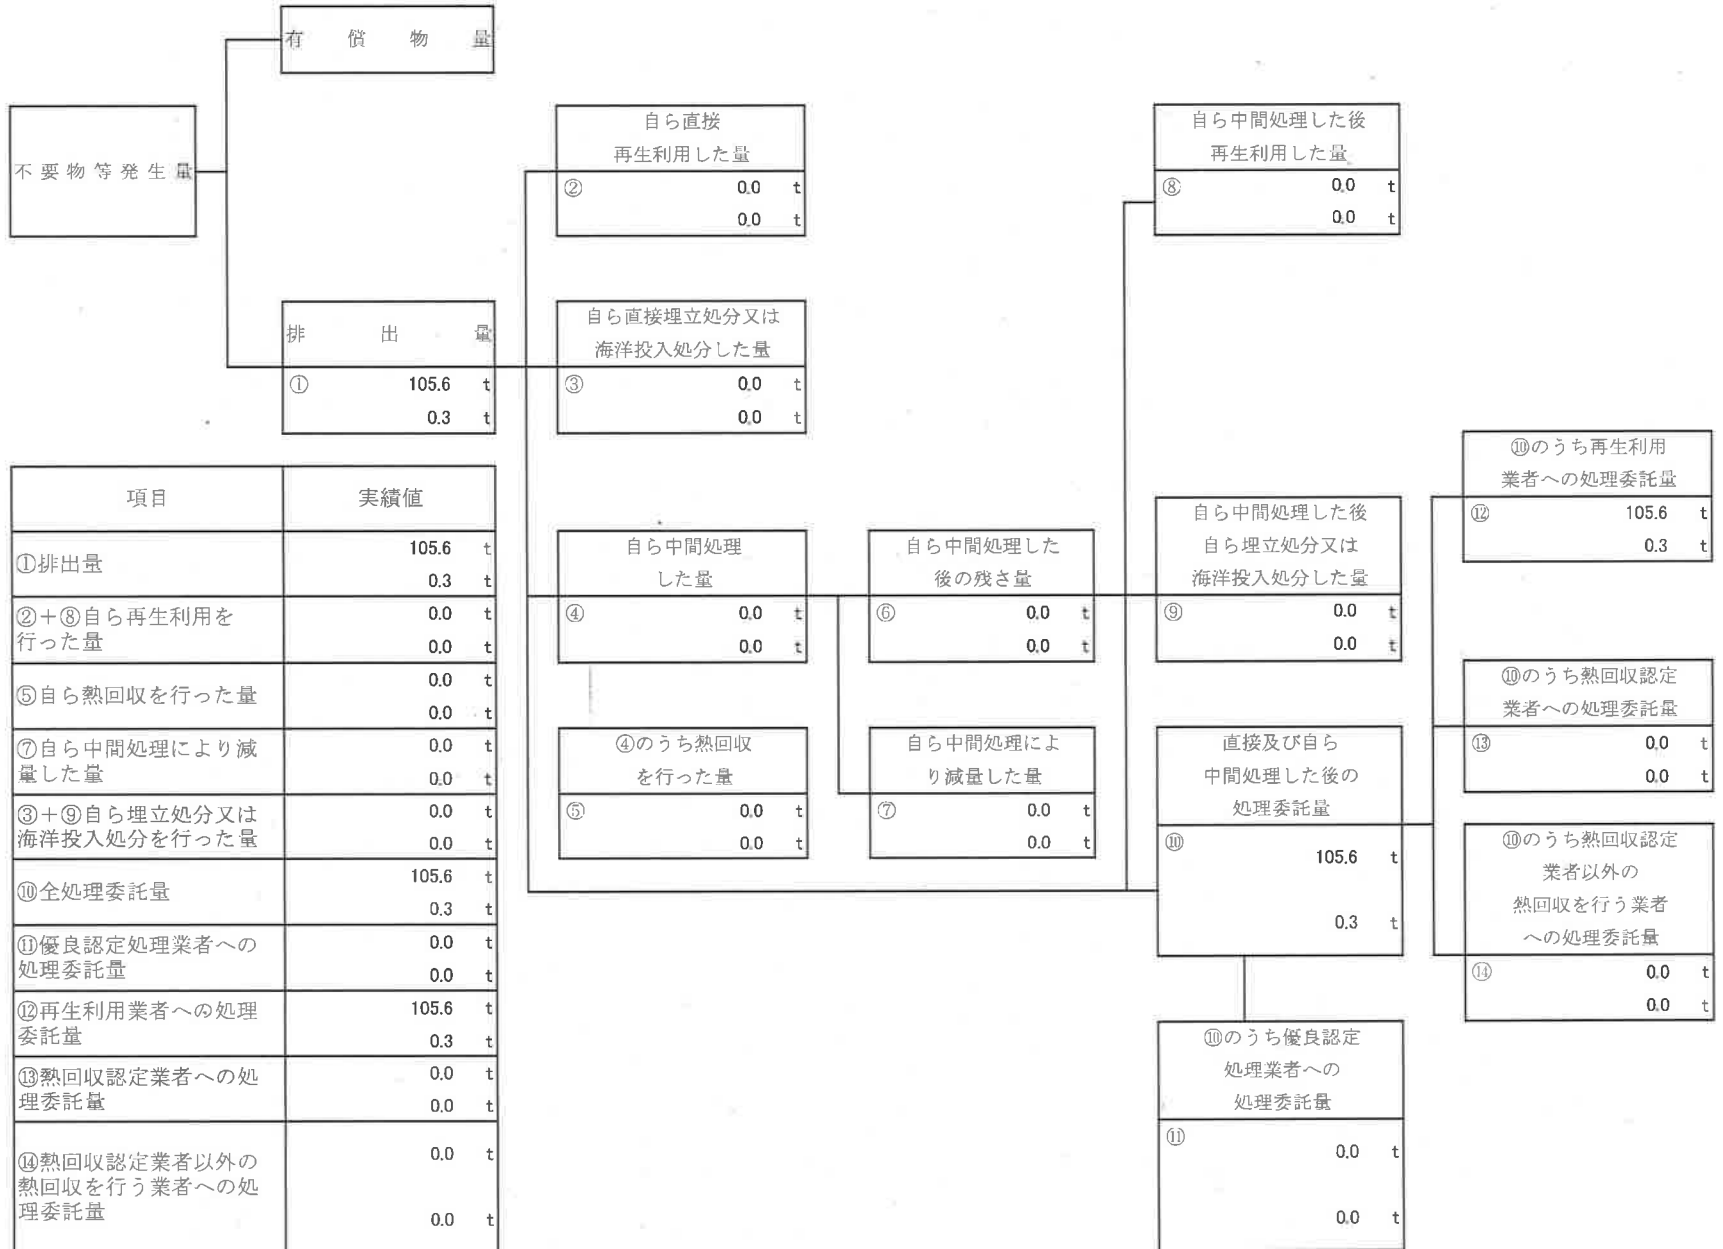 有償物量
不要物等発生量
自ら直接
再生利用した量
② 0.0 t
0.0 t
自ら中間処理した後
再生利用した量
⑧ 0.0 t
0.0 t
排出量
① 105.6 t
0.3 t
自ら直接埋立処分又は
海洋投入処分した量
③ 0.0 t
0.0 t
項目 実績値
①排出量
105.6 t
0.3 t
②+⑧自ら再生利用を
行った量
0.0 t
0.0 t
⑤自ら熱回収を行った量
0.0 t
0.0 t
⑦自ら中間処理により減
量した量
0.0 t
0.0 t
③+⑨自ら埋立処分又は
海洋投入処分を行った量
0.0 t
0.0 t
⑩全処理委託量
105.6 t
0.3 t
⑪優良認定処理業者への
処理委託量
0.0 t
0.0 t
⑫再生利用業者への処理
委託量
105.6 t
0.3 t
⑬熱回収認定業者への処
理委託量
0.0 t
0.0 t
⑭熱回収認定業者以外の
熱回収を行う業者への処
理委託量
0.0 t
0.0 t
自ら中間処理
した量
④ 0.0 t
0.0 t
自ら中間処理した
後の残さ量
⑥ 0.0 t
0.0 t
自ら中間処理した後
自ら埋立処分又は
海洋投入処分した量
⑨ 0.0 t
0.0 t
④のうち熱回収
を行った量
⑤ 0.0 t
0.0 t
自ら中間処理によ
り減量した量
⑦ 0.0 t
0.0 t
直接及び自ら
中間処理した後の
処理委託量
⑩
105.6 t
0.3 t
⑩のうち優良認定
処理業者への
処理委託量
⑪
0.0 t
0.0 t
⑩のうち再生利用
業者への処理委託量
⑫ 105.6 t
0.3 t
⑩のうち熱回収認定
業者への処理委託量
⑬ 0.0 t
0.0 t
⑩のうち熱回収認定
業者以外の
熱回収を行う業者
への処理委託量
⑭ 0.0 t
0.0 t